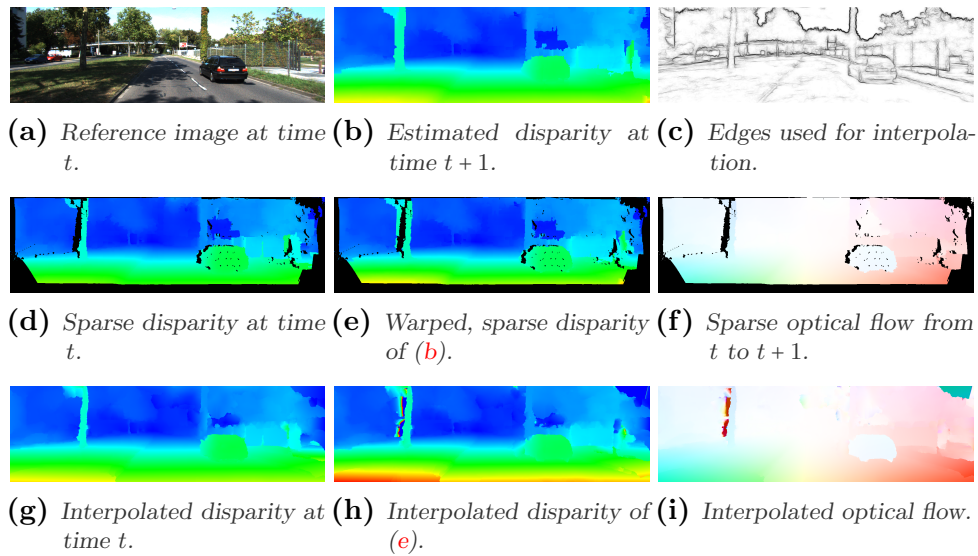 (a) Reference image at time
t.
(b) Estimated disparity at
time t + 1.
(c) Edges used for interpola-
tion.
(d) Sparse disparity at time
t.
(e) Warped, sparse disparity
of (b).
(f) Sparse optical flow from
t to t + 1.
(g) Interpolated disparity at
time t.
(h) Interpolated disparity of
(e).
(i) Interpolated optical flow.